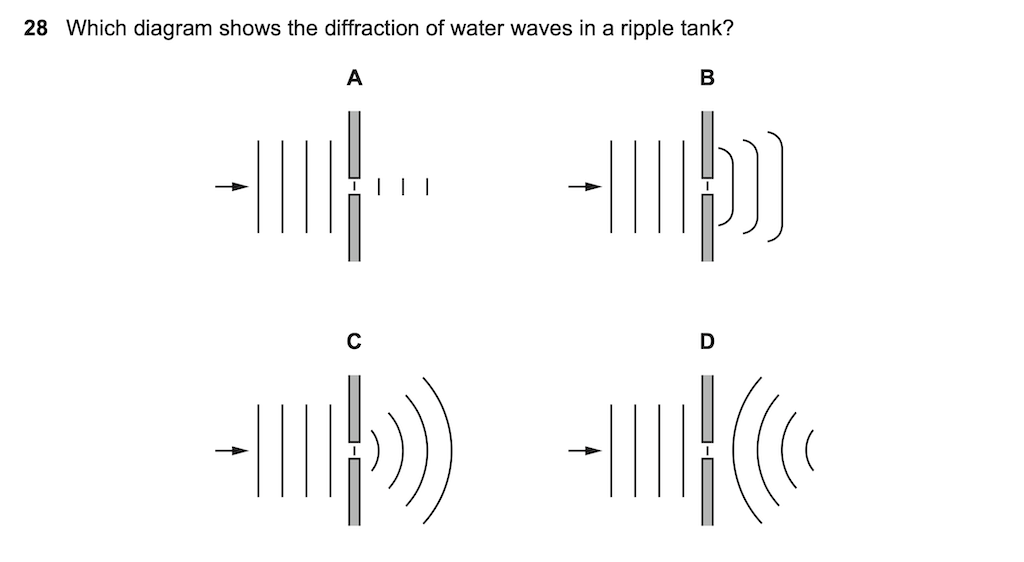 28 Which diagram shows the diffraction of water waves in a ripple tank?
A B
C D